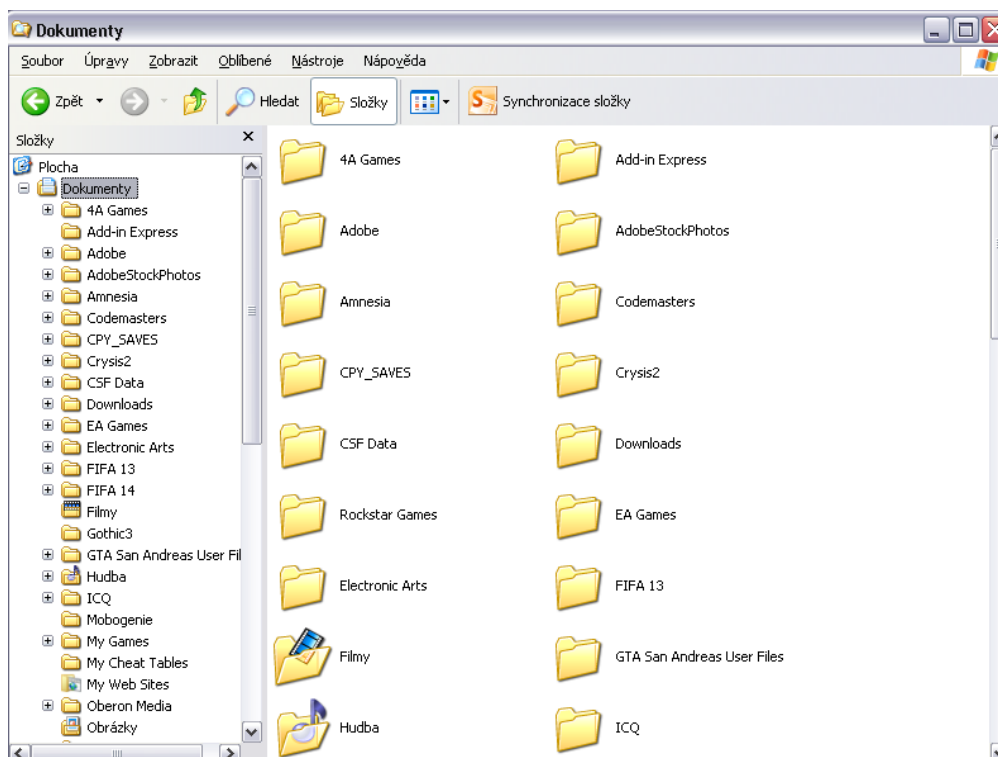 Dokumenty
Soubor Úpravy Zobrazit Oblíbené Nástroje Nápověda
Zpět Hledat Složky Synchronizace složky
Složky
Plocha
Dokumenty
4A Games
Add-in Express
Adobe
AdobeStockPhotos
Amnesia
Codemasters
CPY_SAVES
Crysis2
CSF Data
Downloads
EA Games
Electronic Arts
FIFA 13
FIFA 14
Filmy
Gothic3
GTA San Andreas User Fil
Hudba
ICQ
Mobogenie
My Games
My Cheat Tables
My Web Sites
Oberon Media
Obrázky
4A Games Add-in Express
Adobe AdobeStockPhotos
Amnesia Codemasters
CPY_SAVES Crysis2
CSF Data Downloads
Rockstar Games EA Games
Electronic Arts FIFA 13
Filmy GTA San Andreas User Files
Hudba ICQ